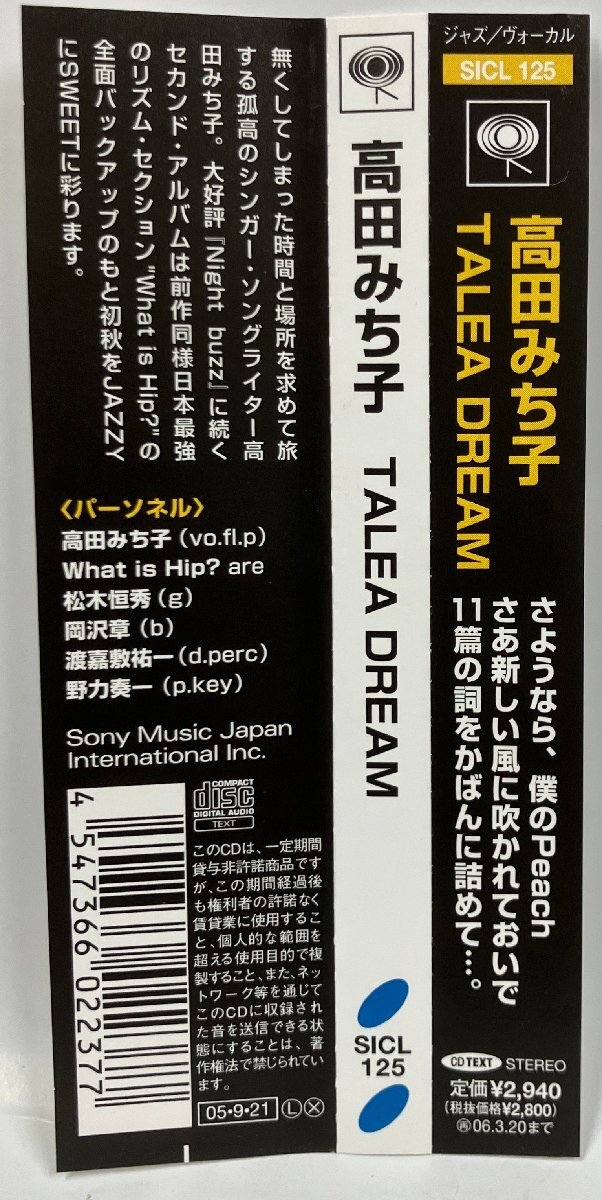 ジャズ/ヴォーカル
SICL 125
高田みち子
TALEA DREAM
さようなら、僕のPeach
さあ新しい風に吹かれておいで
11篇の詞をかばんに詰めて…。
CD TEXT STEREO
定価¥2,940
(税抜価格¥2,800)
再06.3.20まで
高田みち子 TALEA DREAM
SICL
125
無くしてしまった時間と場所を求めて旅
する孤高のシンガー・ソングライター高
田みち子。大好評『Night buzz』に続く
セカンド・アルバムは前作同様日本最強
のリズム・セクション"What is Hip?"の
全面バックアップのもと初秋をJAZZY
にSWEETに彩ります。
〈パーソネル〉
高田みち子(vo.fl.p)
What is Hip? are
松木恒秀(g)
岡沢章(b)
渡嘉敷祐一(d.perc)
野力奏一(p.key)
Sony Music Japan
International Inc.
COMPACT
disc
DIGITAL AUDIO
TEXT
このCDは、一定期間
貸与非許諾商品です
が、この期間経過後
も権利者の許諾なく
賃貸業に使用するこ
と、個人的な範囲を
超える使用目的で複
製すること、また、ネッ
トワーク等を通じて
このCDに収録された
音を送信できる状
態にすることは、著
作権法で禁じられてい
ます。
05•9•21 Ⓛ Ⓧ
4 547366 022377